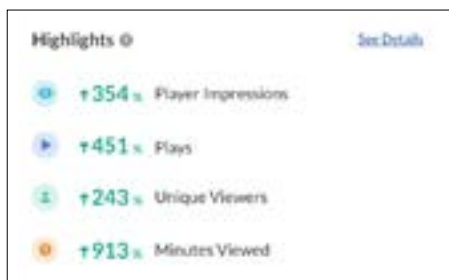 Highlights
See Details
↑354% Player Impressions
↑451% Plays
↑243% Unique Viewers
↑913% Minutes Viewed